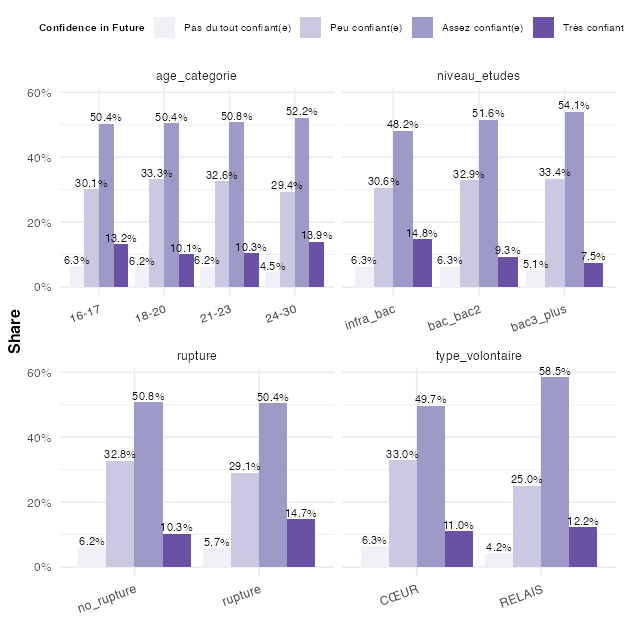 Confidence in Future Pas du tout confiant(e) Peu confiant(e) Assez confiant(e) Très confiant
age_categorie niveau_etudes
60%
40%
20%
0%
6.3% 30.1% 50.4% 13.2% 6.2% 33.3% 50.4% 10.1% 6.2% 32.6% 50.8% 10.3% 4.5% 29.4% 52.2% 13.9%
6.3% 30.6% 48.2% 14.8% 6.3% 32.9% 51.6% 9.3% 5.1% 33.4% 54.1% 7.5%
16-17 18-20 21-23 24-30
infra_bac bac_bac2 bac3_plus
Share
rupture type_volontaire
60%
40%
20%
0%
6.2% 32.8% 50.8% 10.3% 5.7% 29.1% 50.4% 14.7%
6.3% 33.0% 49.7% 11.0% 4.2% 25.0% 58.5% 12.2%
no_rupture rupture
CŒUR RELAIS